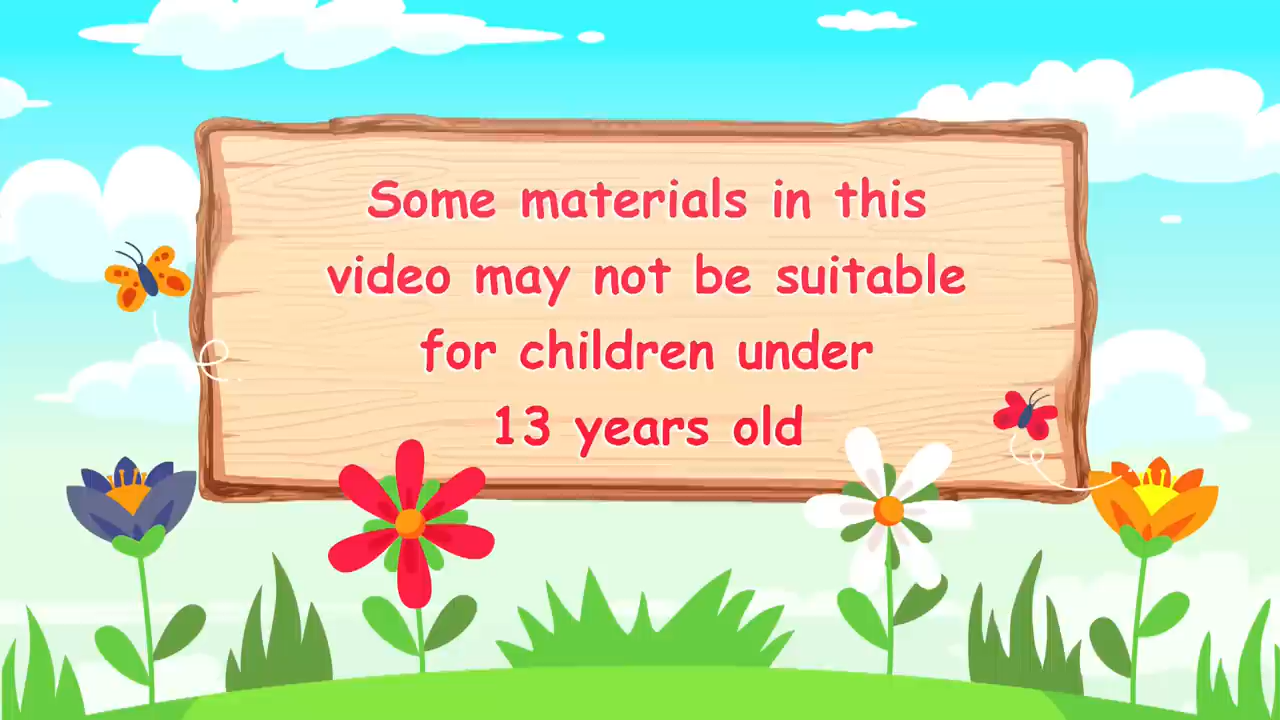 Some materials in this
video may not be suitable
for children under
13 years old